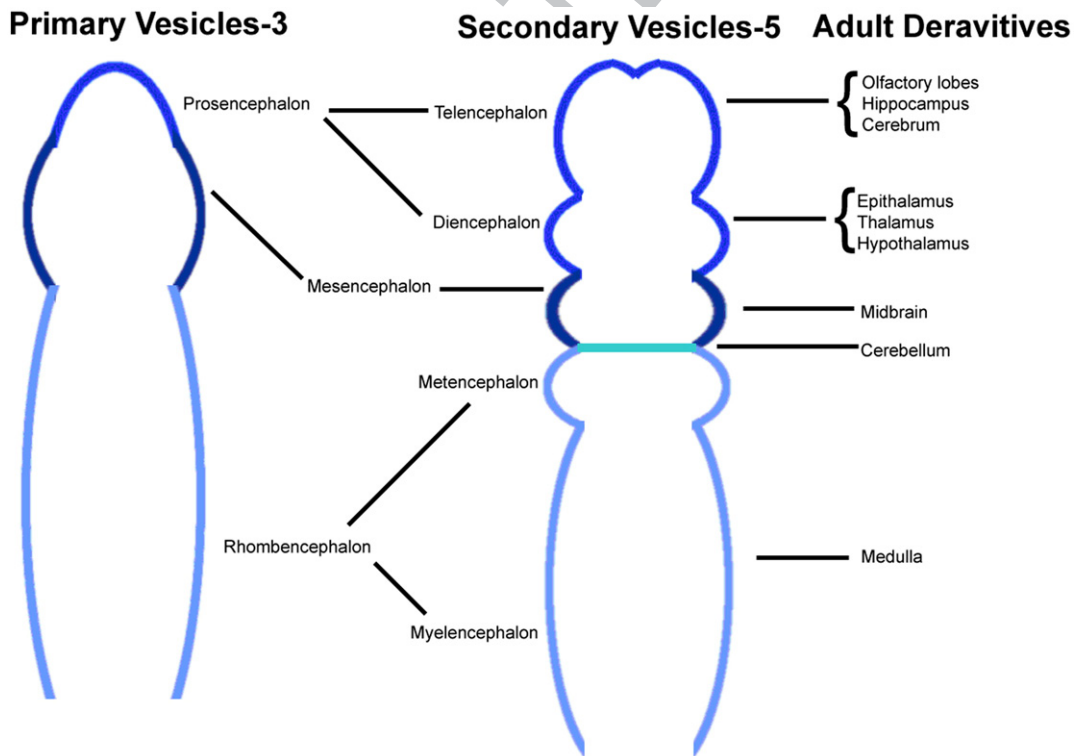 Primary Vesicles-3
Secondary Vesicles-5
Adult Deravitives
Prosencephalon
Telencephalon
Olfactory lobes
Hippocampus
Cerebrum
Diencephalon
Epithalamus
Thalamus
Hypothalamus
Mesencephalon
Midbrain
Cerebellum
Metencephalon
Rhombencephalon
Medulla
Myelencephalon